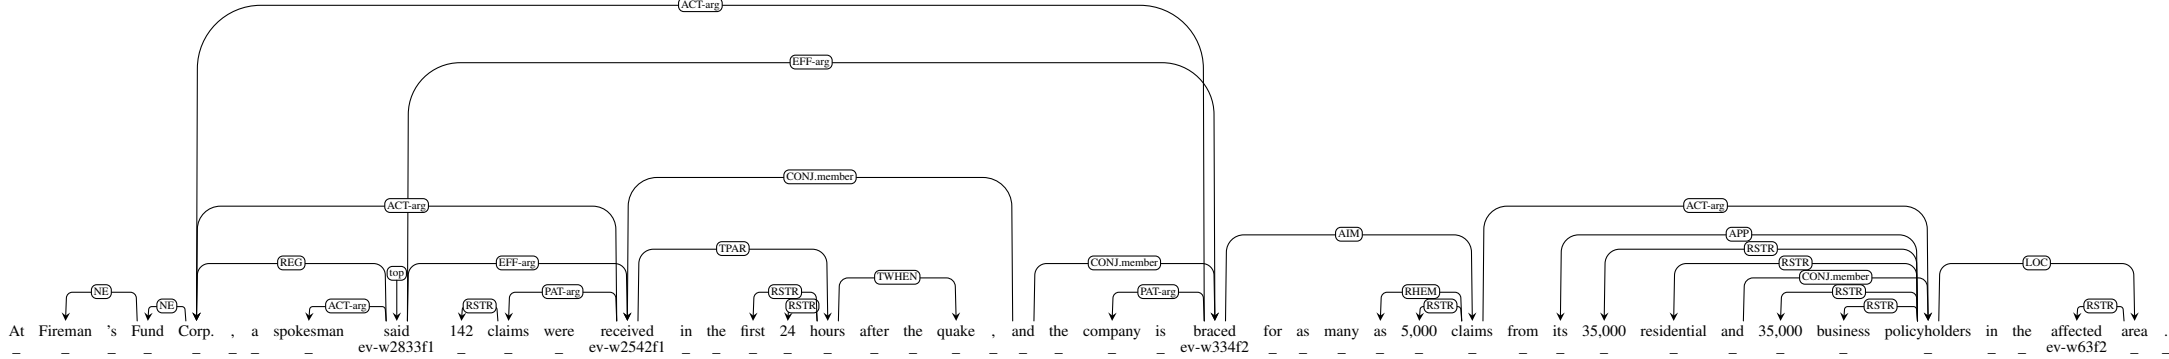 ACT-arg
EFF-arg
CONJ.member
ACT-arg ACT-arg
APP
AIM
TPAR RSTR
REG top EFF-arg CONJ.member RSTR LOC
TWHEN CONJ.member
NE PAT-arg RSTR PAT-arg RHEM RSTR
NE ACT-arg RSTR RSTR RSTR RSTR RSTR
At Fireman 's Fund Corp. , a spokesman said 142 claims were received in the first 24 hours after the quake , and the company is braced for as many as 5,000 claims from its 35,000 residential and 35,000 business policyholders in the affected area .
_ _ _ _ _ _ _ _ ev-w2833f1 _ _ _ ev-w2542f1 _ _ _ _ _ _ _ _ _ _ _ _ _ ev-w334f2 _ _ _ _ _ _ _ _ _ _ _ _ _ _ _ _ ev-w63f2 _ _